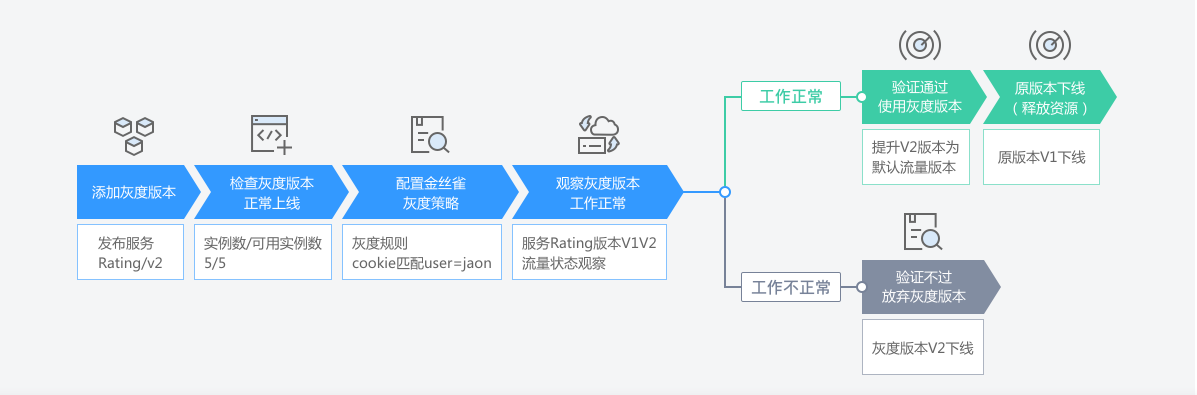 添加灰度版本
发布服务
Rating/v2
检查灰度版本
正常上线
实例数/可用实例数
5/5
配置金丝雀
灰度策略
灰度规则
cookie匹配user=jaon
观察灰度版本
工作正常
服务Rating版本V1V2
流量状态观察
工作正常
验证通过
使用灰度版本
提升V2版本为
默认流量版本
原版本下线
（释放资源）
原版本V1下线
工作不正常
验证不过
放弃灰度版本
灰度版本V2下线